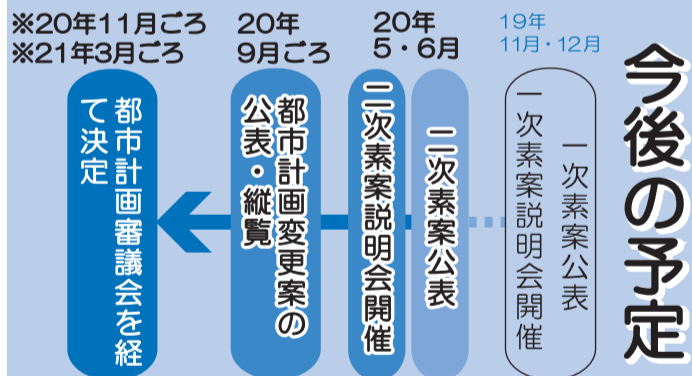 今後の予定
19年
11月・12月
一次素案公表
一次素案説明会開催
20年
5・6月
二次素案公表
二次素案説明会開催
20年
9月ごろ
都市計画変更案の
公表・縦覧
※20年11月ごろ
※21年3月ごろ
都市計画審議会を経
て決定